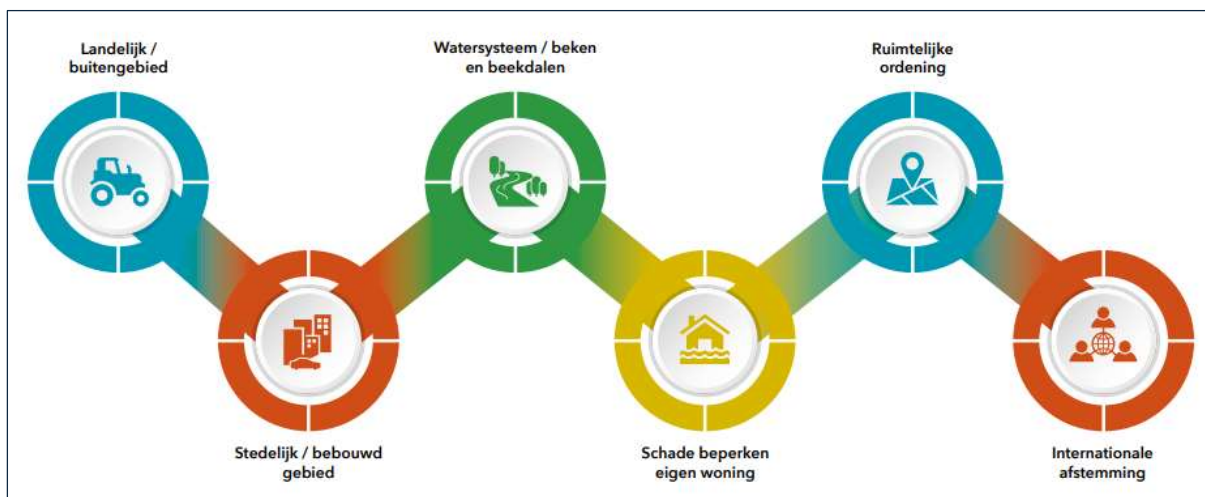 Landelijk /
buitengebied
Stedelijk / bebouwd
gebied
Watersysteem / beken
en beekdalen
Schade beperken
eigen woning
Ruimtelijke
ordening
Internationale
afstemming